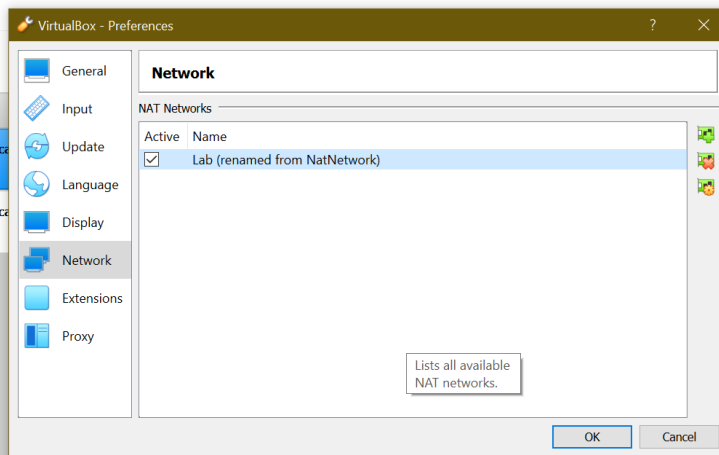 VirtualBox - Preferences
?
General
Input
Update
Language
Display
Network
Extensions
Proxy
Network
NAT Networks
Active Name
Lab (renamed from NatNetwork)
Lists all available
NAT networks.
OK Cancel